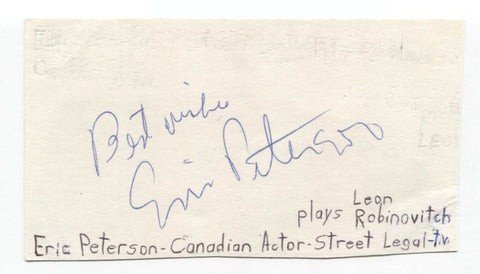 Best wishes
Eric Peterson
Leon
plays Robinovitch
Eric Peterson-Canadian Actor-Street Legal-t.v.